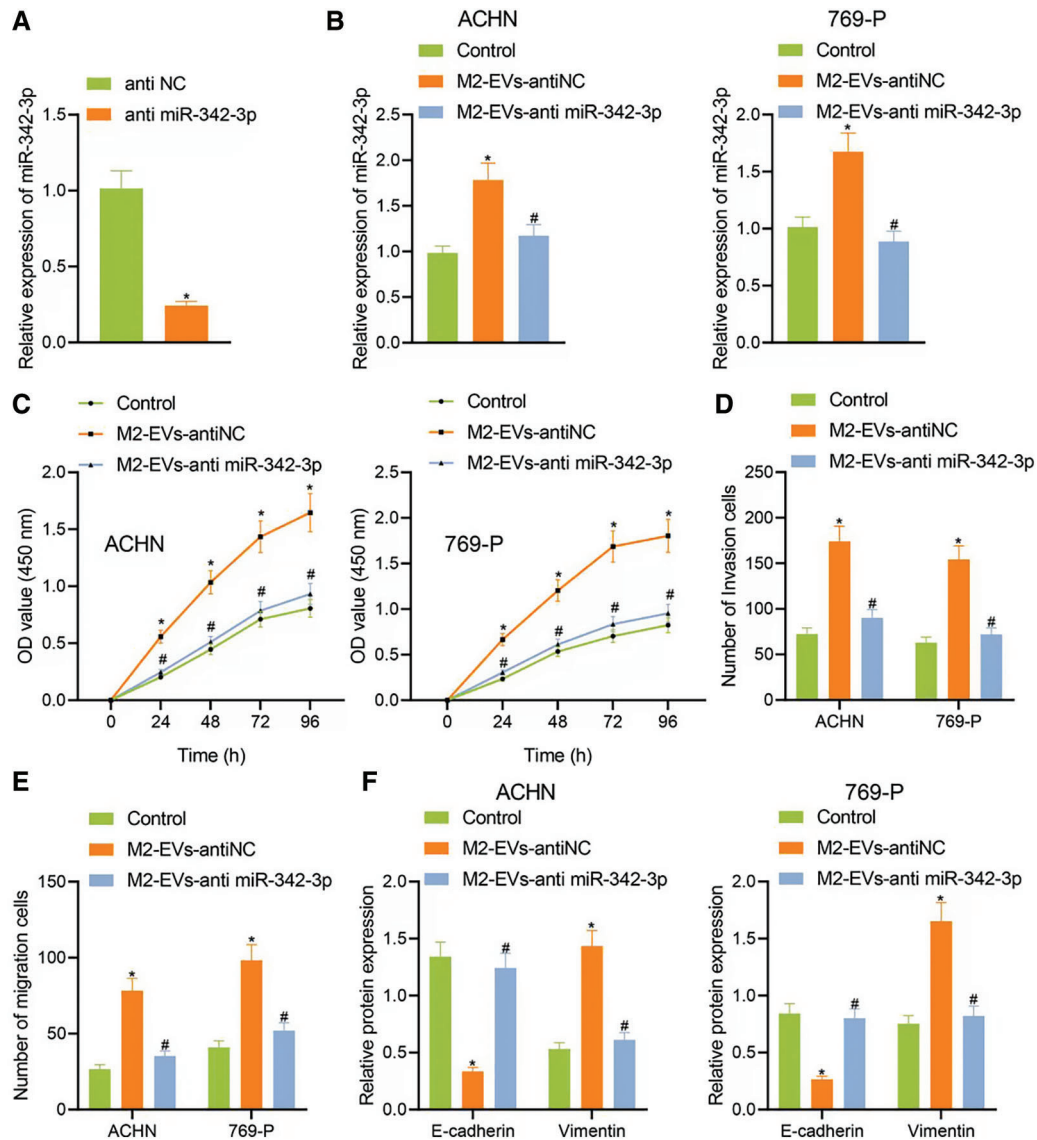 A
anti NC
anti miR-342-3p
Relative expression of miR-342-3p
1.5
1.0
0.5
0.0
*
B
ACHN
Control
M2-EVs-antiNC
M2-EVs-anti miR-342-3p
Relative expression of miR-342-3p
2.5
2.0
1.5
1.0
0.5
0.0
*
#
769-P
Control
M2-EVs-antiNC
M2-EVs-anti miR-342-3p
Relative expression of miR-342-3p
2.0
1.5
1.0
0.5
0.0
*
#
C
Control
M2-EVs-antiNC
M2-EVs-anti miR-342-3p
OD value (450 nm)
2.0
1.5
1.0
0.5
0.0
ACHN
* * * *
# # # #
0 24 48 72 96
Time (h)
Control
M2-EVs-antiNC
M2-EVs-anti miR-342-3p
OD value (450 nm)
2.5
2.0
1.5
1.0
0.5
0.0
769-P
* * * *
# # # #
0 24 48 72 96
Time (h)
D
Control
M2-EVs-antiNC
M2-EVs-anti miR-342-3p
Number of Invasion cells
250
200
150
100
50
0
* # * #
ACHN 769-P
E
Control
M2-EVs-antiNC
M2-EVs-anti miR-342-3p
Number of migration cells
150
100
50
0
* # * #
ACHN 769-P
F
ACHN
Control
M2-EVs-antiNC
M2-EVs-anti miR-342-3p
Relative protein expression
2.0
1.5
1.0
0.5
0.0
* # * #
E-cadherin Vimentin
769-P
Control
M2-EVs-antiNC
M2-EVs-anti miR-342-3p
Relative protein expression
2.0
1.5
1.0
0.5
0.0
* # * #
E-cadherin Vimentin